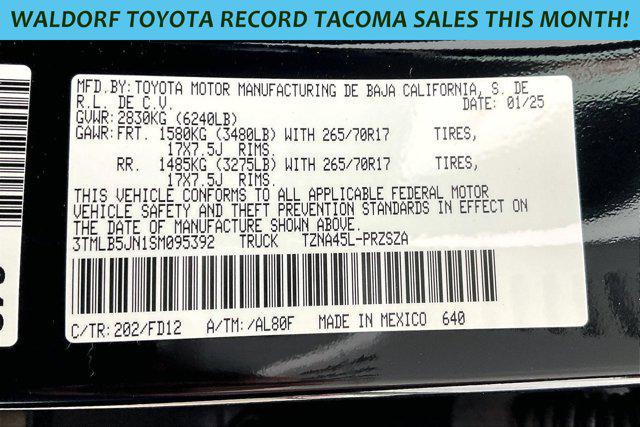 WALDORF TOYOTA RECORD TACOMA SALES THIS MONTH!
MFD.BY:TOYOTA MOTOR MANUFACTURING DE BAJA CALIFORNIA, S. DE
R.L. DE C.V. DATE: 01/25
GVWR:2830KG (6240LB)
GAWR:FRT. 1580KG (3480LB) WITH 265/70R17 TIRES,
17X7.5J RIMS.
RR. 1485KG (3275LB) WITH 265/70R17 TIRES,
17X7.5J RIMS.
THIS VEHICLE CONFORMS TO ALL APPLICABLE FEDERAL MOTOR
VEHICLE SAFETY AND THEFT PREVENTION STANDARDS IN EFFECT ON
THE DATE OF MANUFACTURE SHOWN ABOVE.
3TMLB5JN1SM095392 TRUCK TZNA45L-PRZSZA
C/TR:202/FD12 A/TM:/AL80F MADE IN MEXICO 640